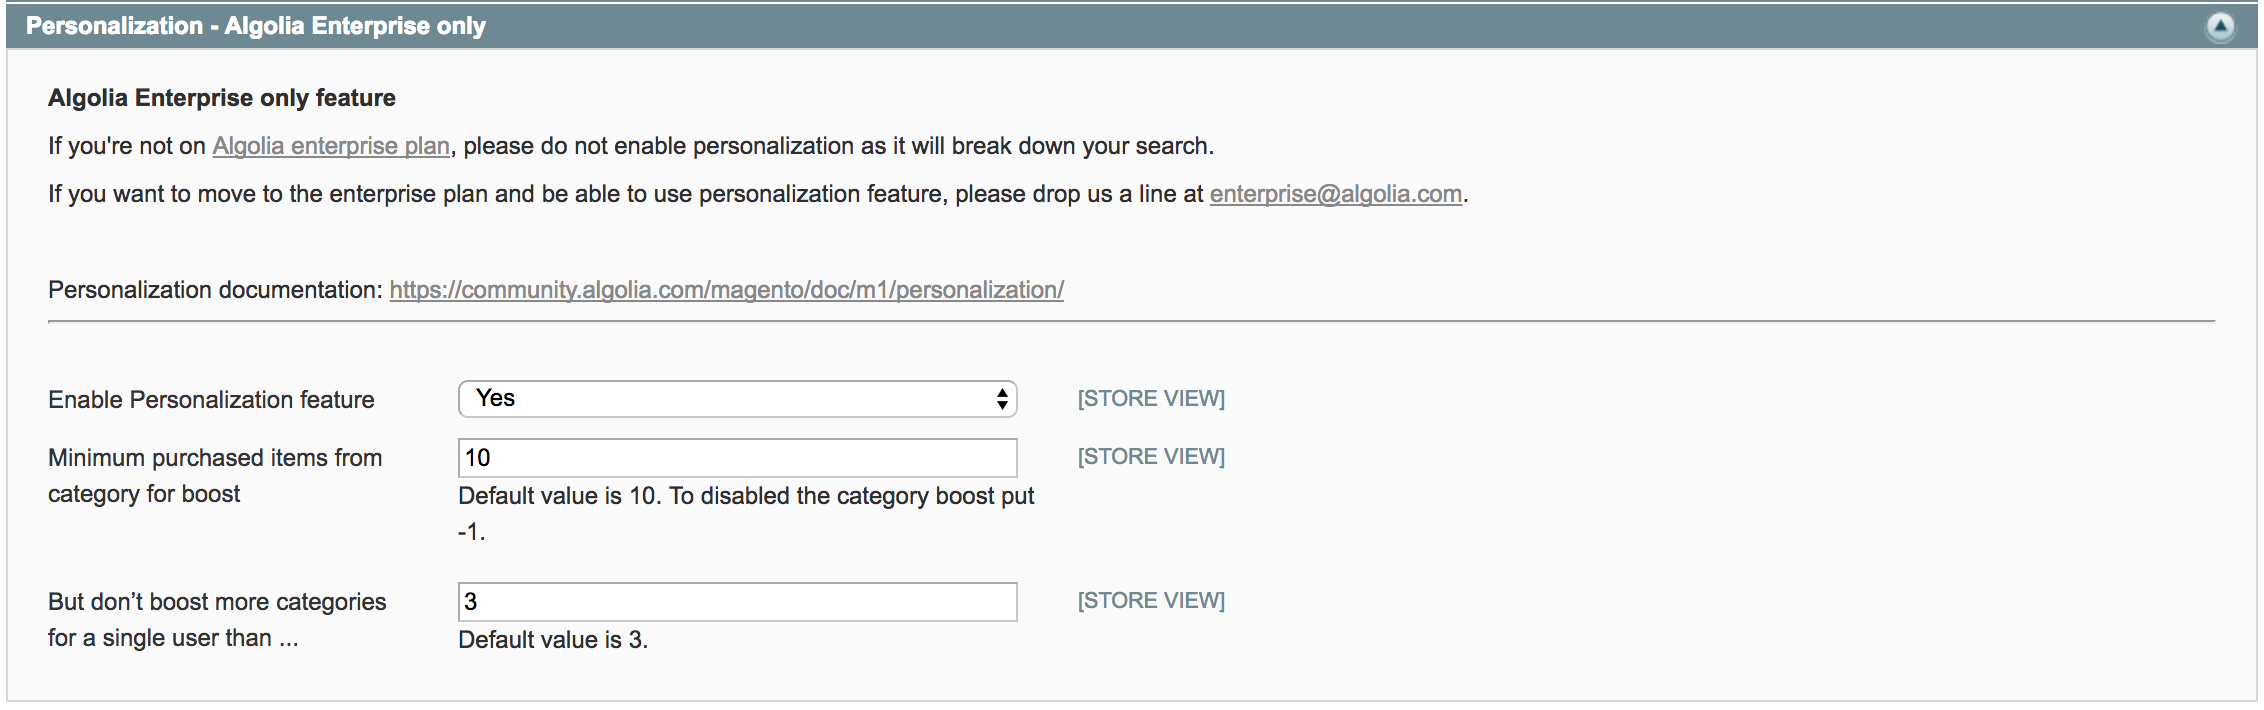 Personalization - Algolia Enterprise only
Algolia Enterprise only feature
If you're not on Algolia enterprise plan, please do not enable personalization as it will break down your search.
If you want to move to the enterprise plan and be able to use personalization feature, please drop us a line at enterprise@algolia.com.
Personalization documentation: https://community.algolia.com/magento/doc/m1/personalization/
Enable Personalization feature Yes [STORE VIEW]
Minimum purchased items from
category for boost
10 [STORE VIEW]
Default value is 10. To disabled the category boost put
-1.
But don’t boost more categories
for a single user than ...
3 [STORE VIEW]
Default value is 3.